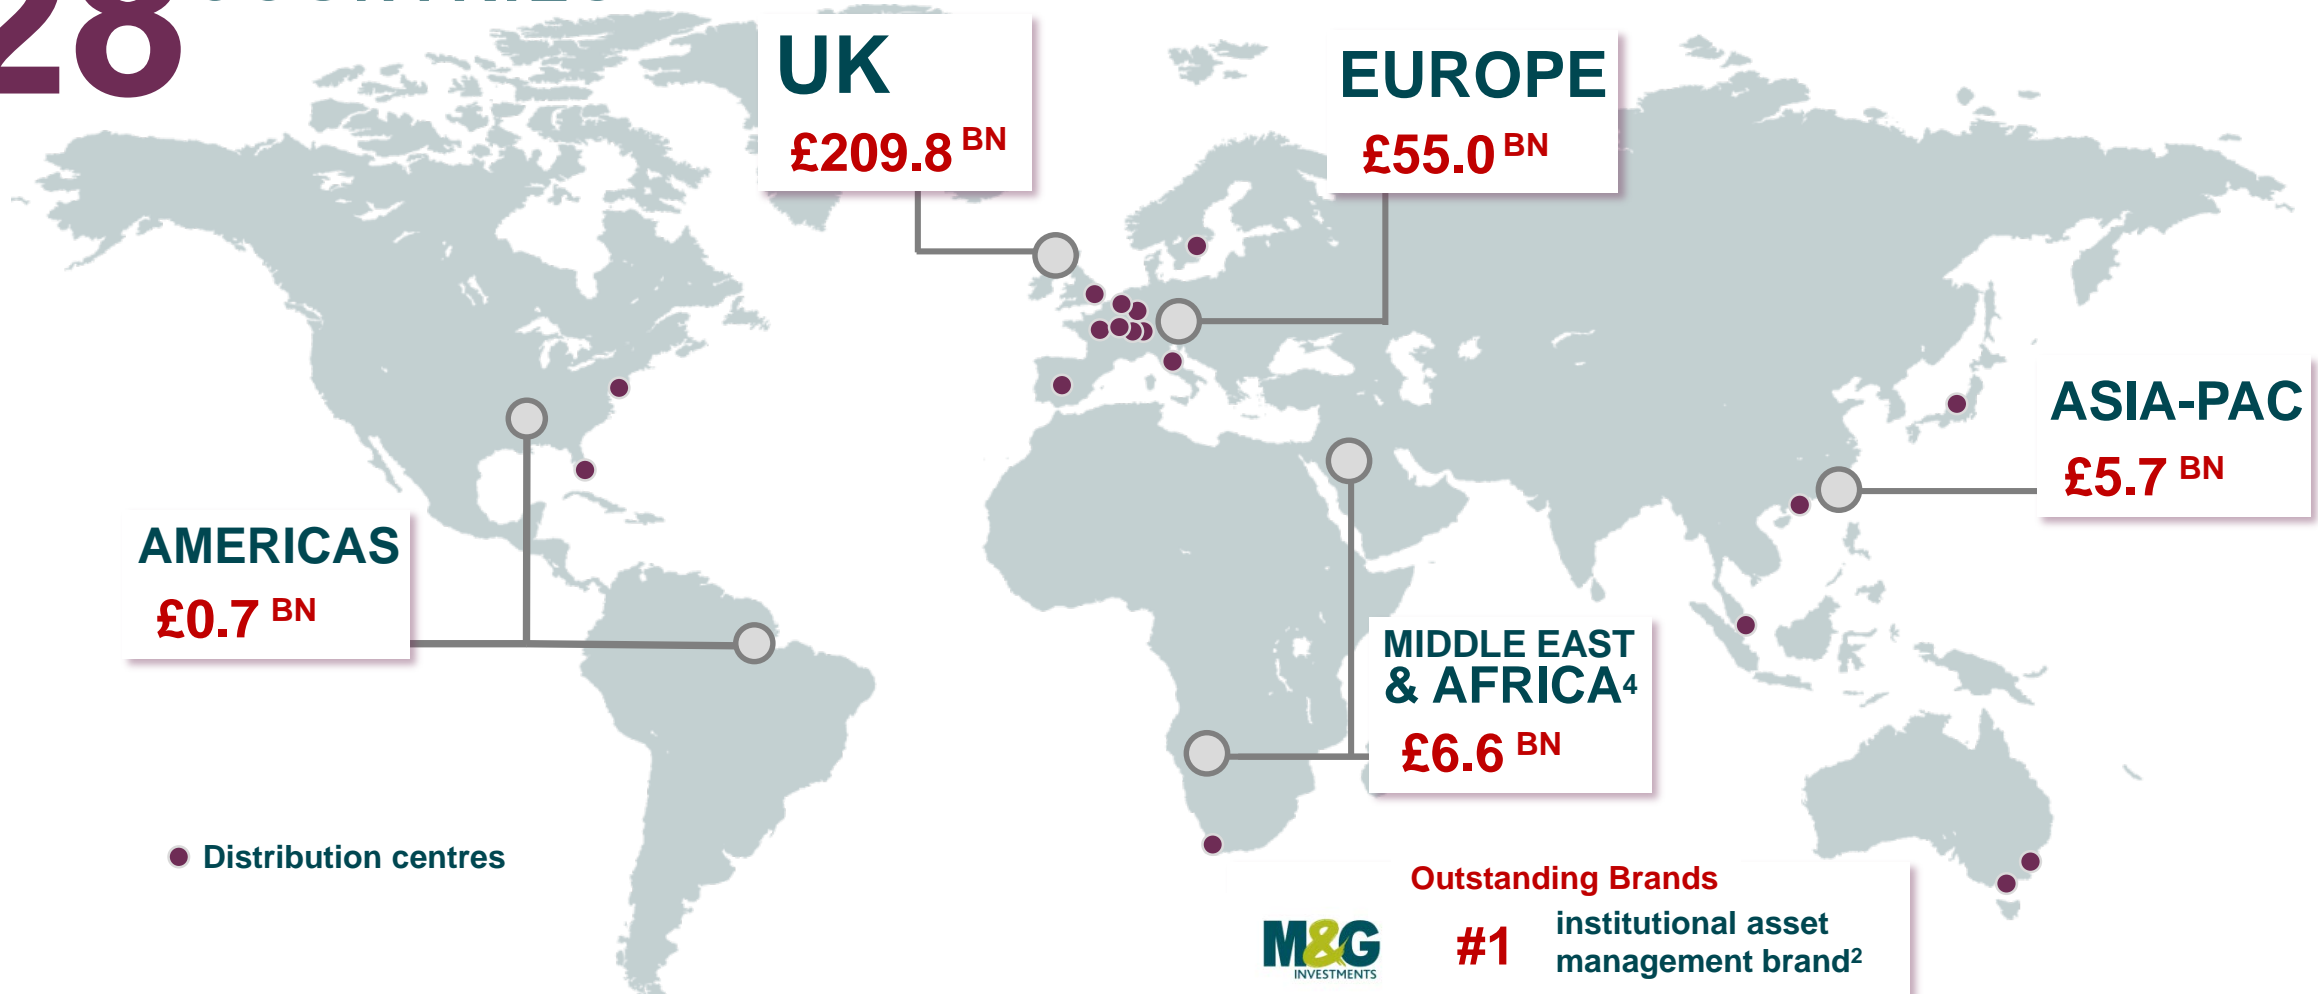 28
UK
£209.8 BN
EUROPE
£55.0 BN
ASIA-PAC
£5.7 BN
AMERICAS
£0.7 BN
MIDDLE EAST
& AFRICA4
£6.6 BN
Distribution centres
Outstanding Brands
M&G
INVESTMENTS
#1
institutional asset
management brand2